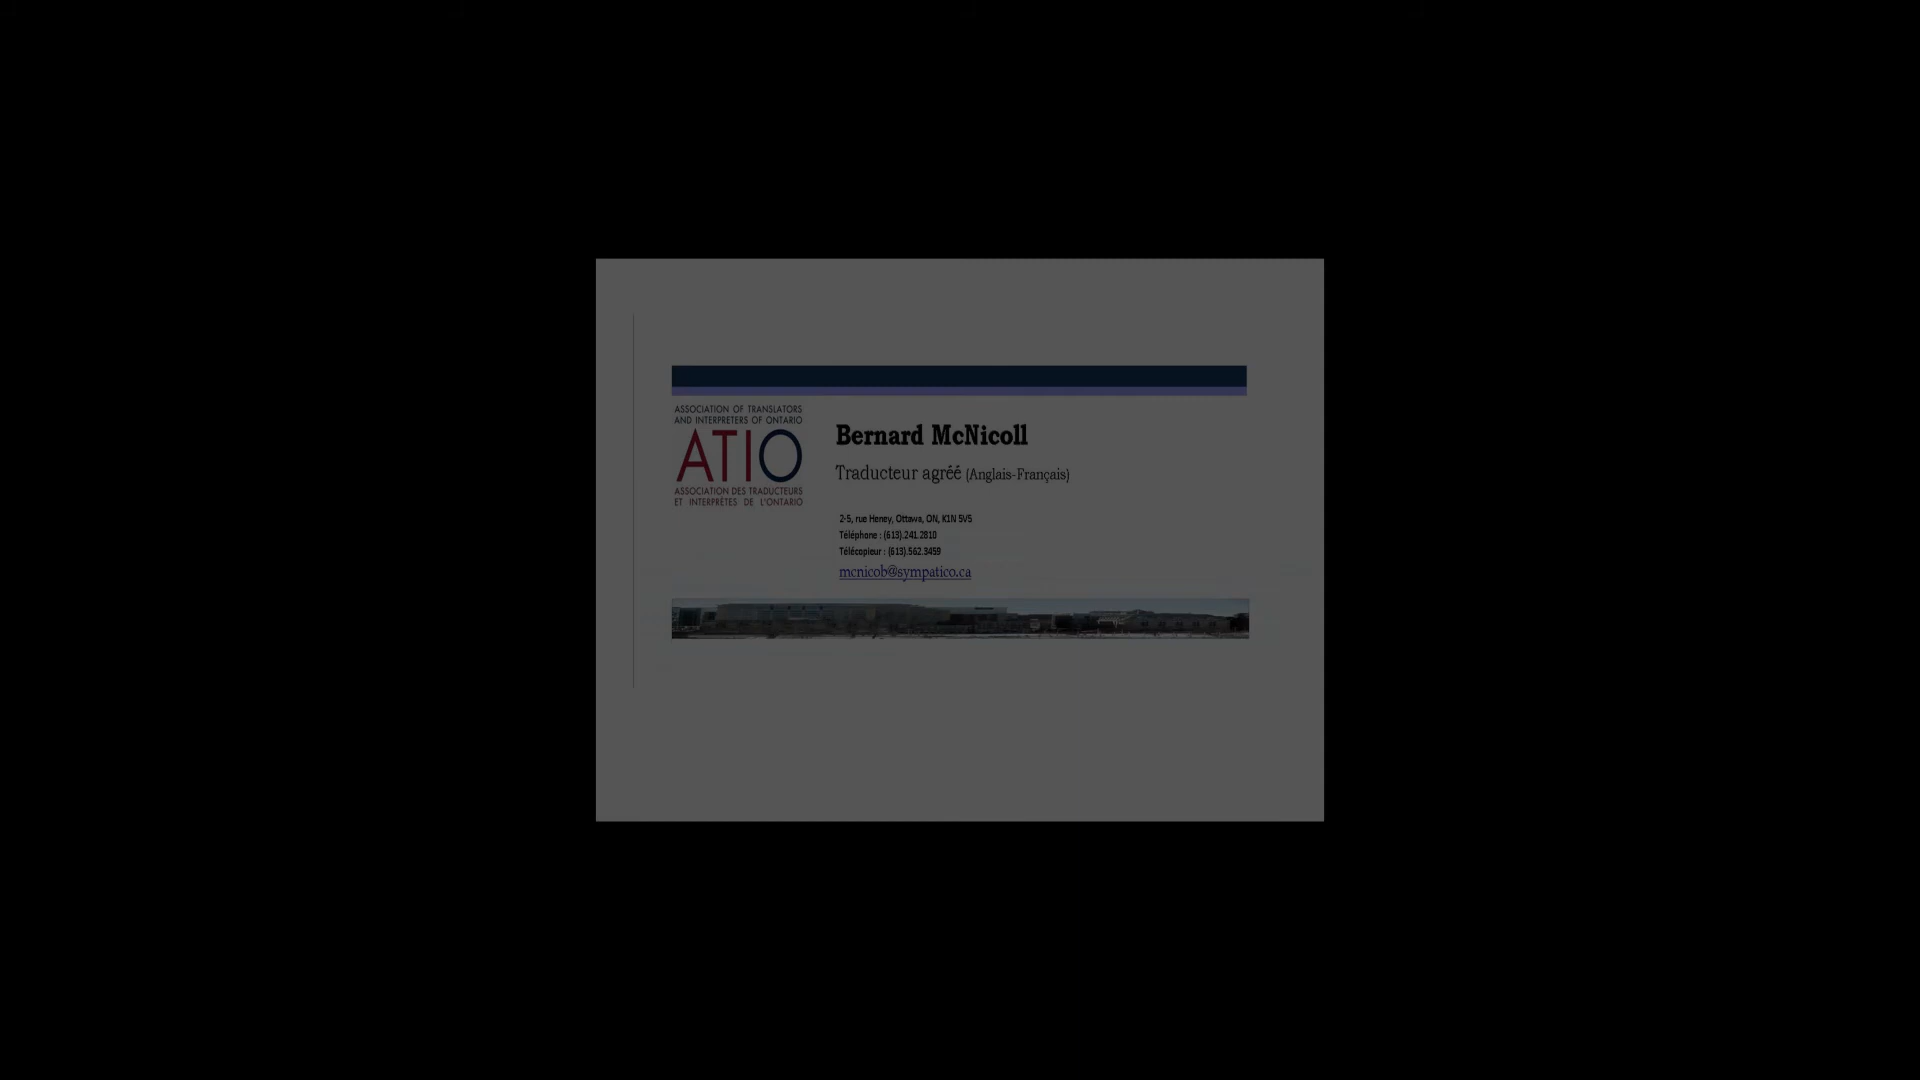 ASSOCIATION OF TRANSLATORS
AND INTERPRETERS OF ONTARIO
ATIO
ASSOCIATION DES TRADUCTEURS
ET INTERPRÈTES DE L'ONTARIO
Bernard McNicoll
Traducteur agréé (Anglais-Français)
2-5, rue Heney, Ottawa, ON, K1N 5V5
Téléphone : (613).241.2810
Télécopieur : (613).562.3459
mcnicob@sympatico.ca